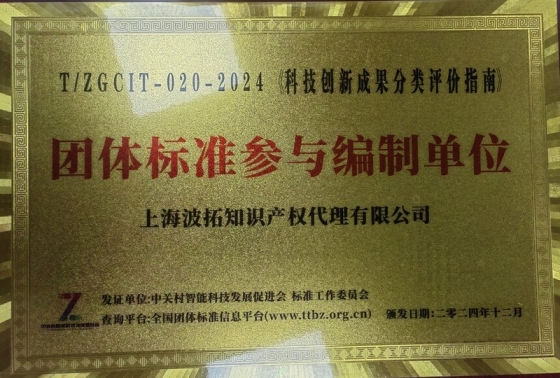 T/ZGCIT-020-2024《科技创新成果分类评价指南》
团体标准参与编制单位
上海波拓知识产权代理有限公司
发证单位:中关村智能科技发展促进会 标准工作委员会
查询平台:全国团体标准信息平台(www.ttbz.org.cn) 颁发日期:二零二四年十二月